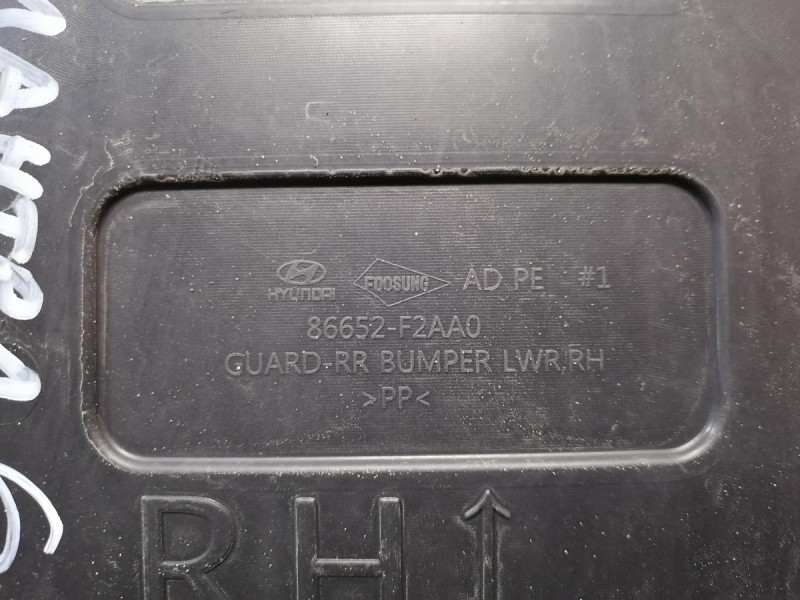 HYUNDAI FOOSUNG AD PE #1
86652-F2AA0
GUARD-RR BUMPER LWR,RH
>PP<
RH↑